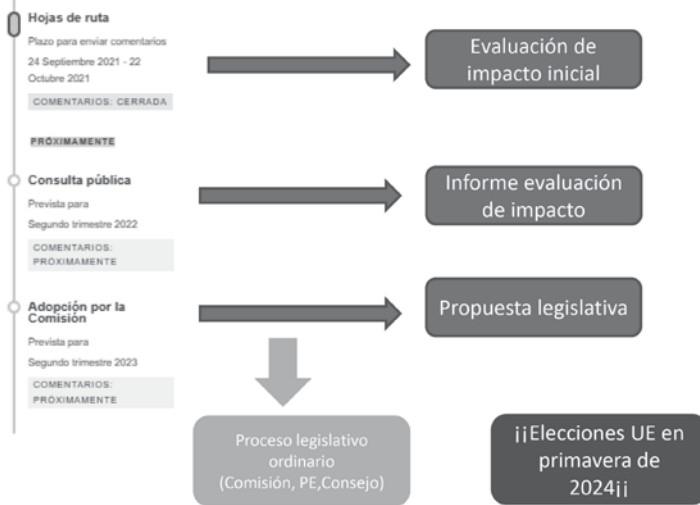 Hojas de ruta
Plazo para enviar comentarios
24 Septiembre 2021 - 22
Octubre 2021
COMENTARIOS: CERRADA
Evaluación de
impacto inicial
PRÓXIMAMENTE
Consulta pública
Prevista para
Segundo trimestre 2022
COMENTARIOS:
PRÓXIMAMENTE
Informe evaluación
de impacto
Adopción por la
Comisión
Prevista para
Segundo trimestre 2023
COMENTARIOS:
PRÓXIMAMENTE
Propuesta legislativa
Proceso legislativo
ordinario
(Comisión, PE,Consejo)
¡¡Elecciones UE en
primavera de
2024¡¡